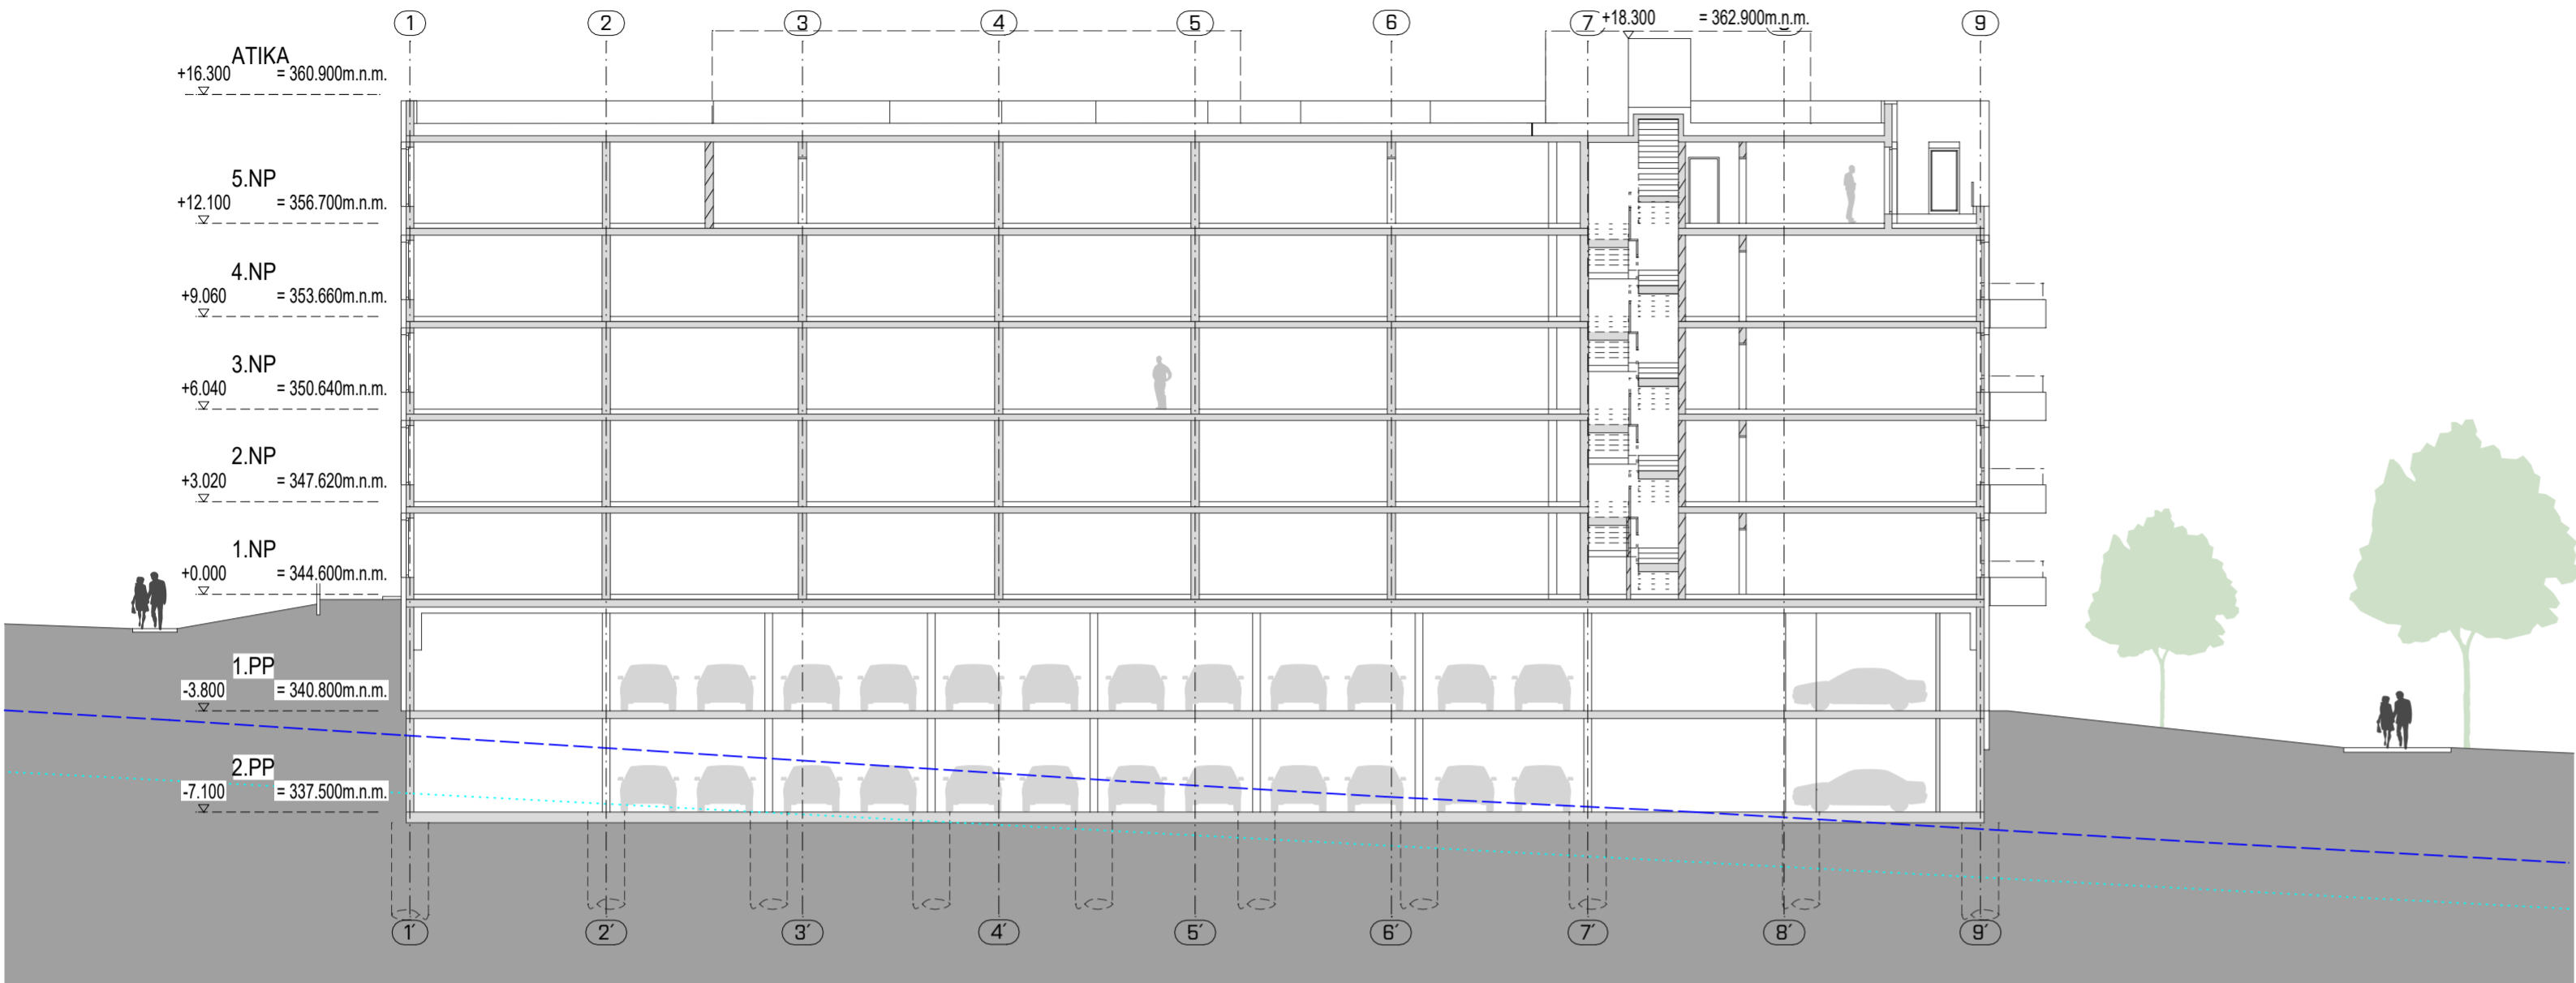 1 2 3 4 5 6 7 9
+18.300 = 362.900m.n.m.
ATIKA
+16.300 = 360.900m.n.m.
5.NP
+12.100 = 356.700m.n.m.
4.NP
+9.060 = 353.660m.n.m.
3.NP
+6.040 = 350.640m.n.m.
2.NP
+3.020 = 347.620m.n.m.
1.NP
+0.000 = 344.600m.n.m.
1.PP
-3.800 = 340.800m.n.m.
2.PP
-7.100 = 337.500m.n.m.
1´ 2´ 3´ 4´ 5´ 6´ 7´ 8´ 9´